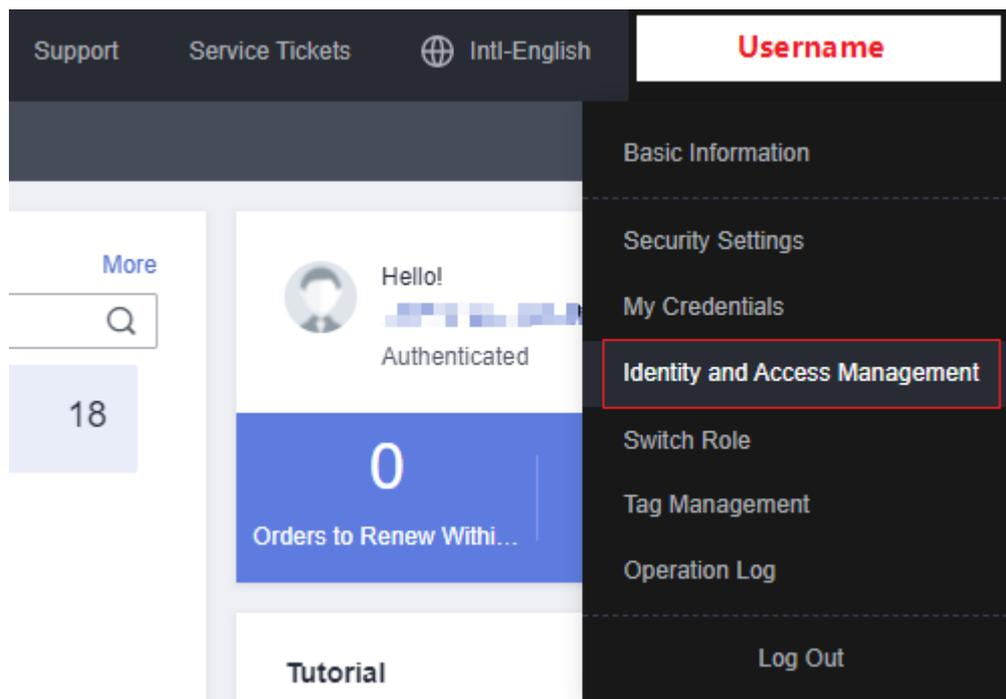 Support Service Tickets Intl-English Username
Basic Information
Security Settings
My Credentials
Identity and Access Management
Switch Role
Tag Management
Operation Log
Log Out
More
18
Hello!
Authenticated
0
Orders to Renew Withi...
Tutorial